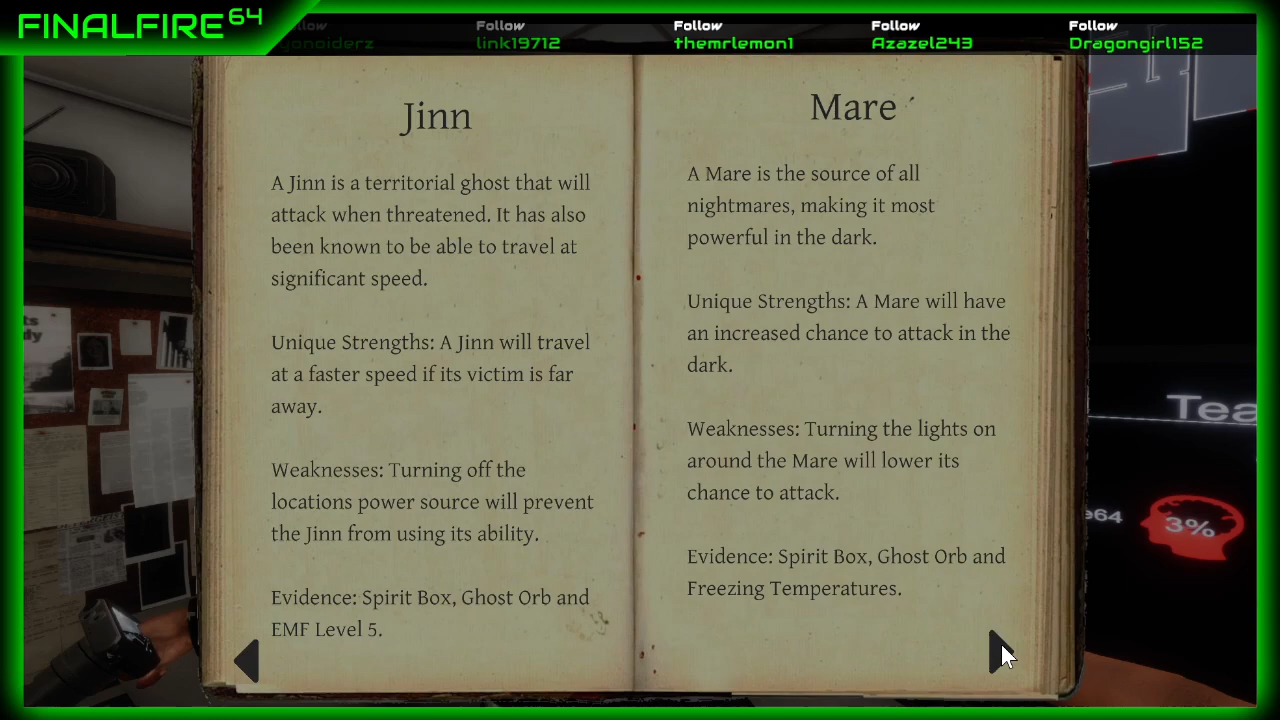 FINALFIRE64
Follow Follow Follow Follow
link19712 themrlemon1 Azazel243 Dragongirl152
Jinn
A Jinn is a territorial ghost that will
attack when threatened. It has also
been known to be able to travel at
significant speed.
Unique Strengths: A Jinn will travel
at a faster speed if its victim is far
away.
Weaknesses: Turning off the
locations power source will prevent
the Jinn from using its ability.
Evidence: Spirit Box, Ghost Orb and
EMF Level 5.
Mare
A Mare is the source of all
nightmares, making it most
powerful in the dark.
Unique Strengths: A Mare will have
an increased chance to attack in the
dark.
Weaknesses: Turning the lights on
around the Mare will lower its
chance to attack.
Evidence: Spirit Box, Ghost Orb and
Freezing Temperatures.
Tea
e64
3%